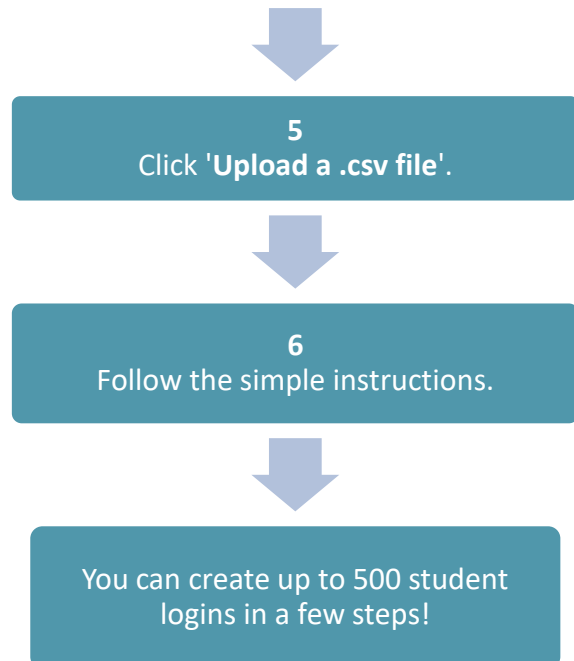 5
Click 'Upload a .csv file'.
6
Follow the simple instructions.
You can create up to 500 student
logins in a few steps!